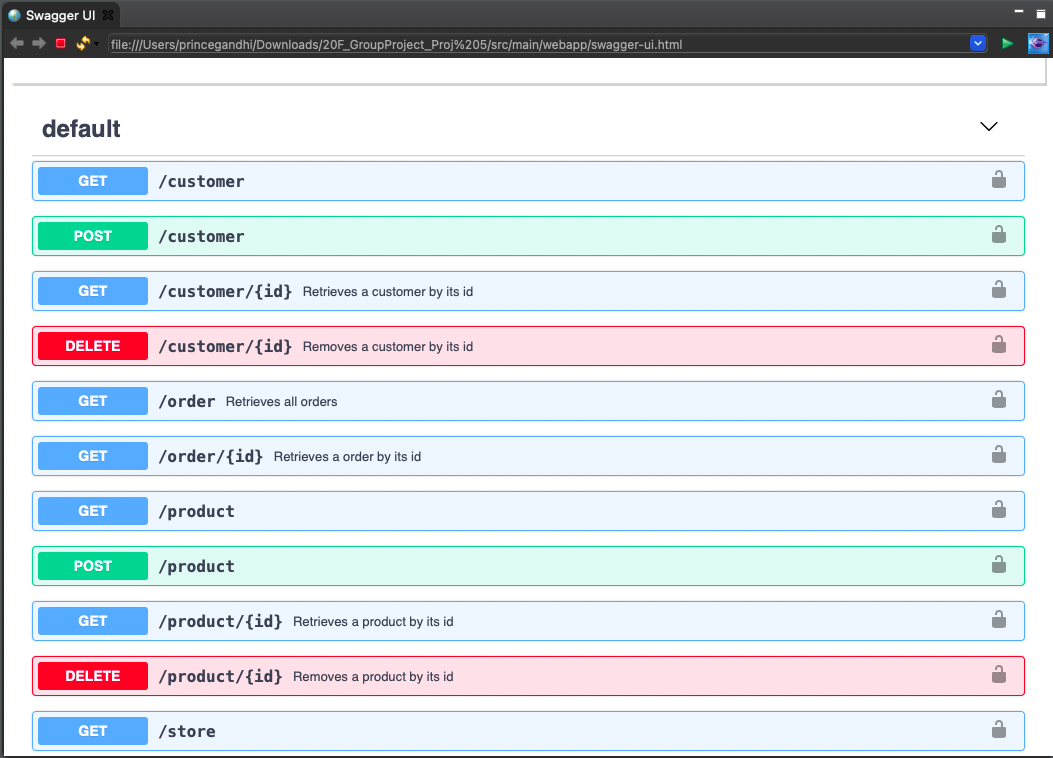 Swagger UI
file:///Users/princegandhi/Downloads/20F_GroupProject_Proj%205/src/main/webapp/swagger-ui.html
default
GET /customer
POST /customer
GET /customer/{id} Retrieves a customer by its id
DELETE /customer/{id} Removes a customer by its id
GET /order Retrieves all orders
GET /order/{id} Retrieves a order by its id
GET /product
POST /product
GET /product/{id} Retrieves a product by its id
DELETE /product/{id} Removes a product by its id
GET /store